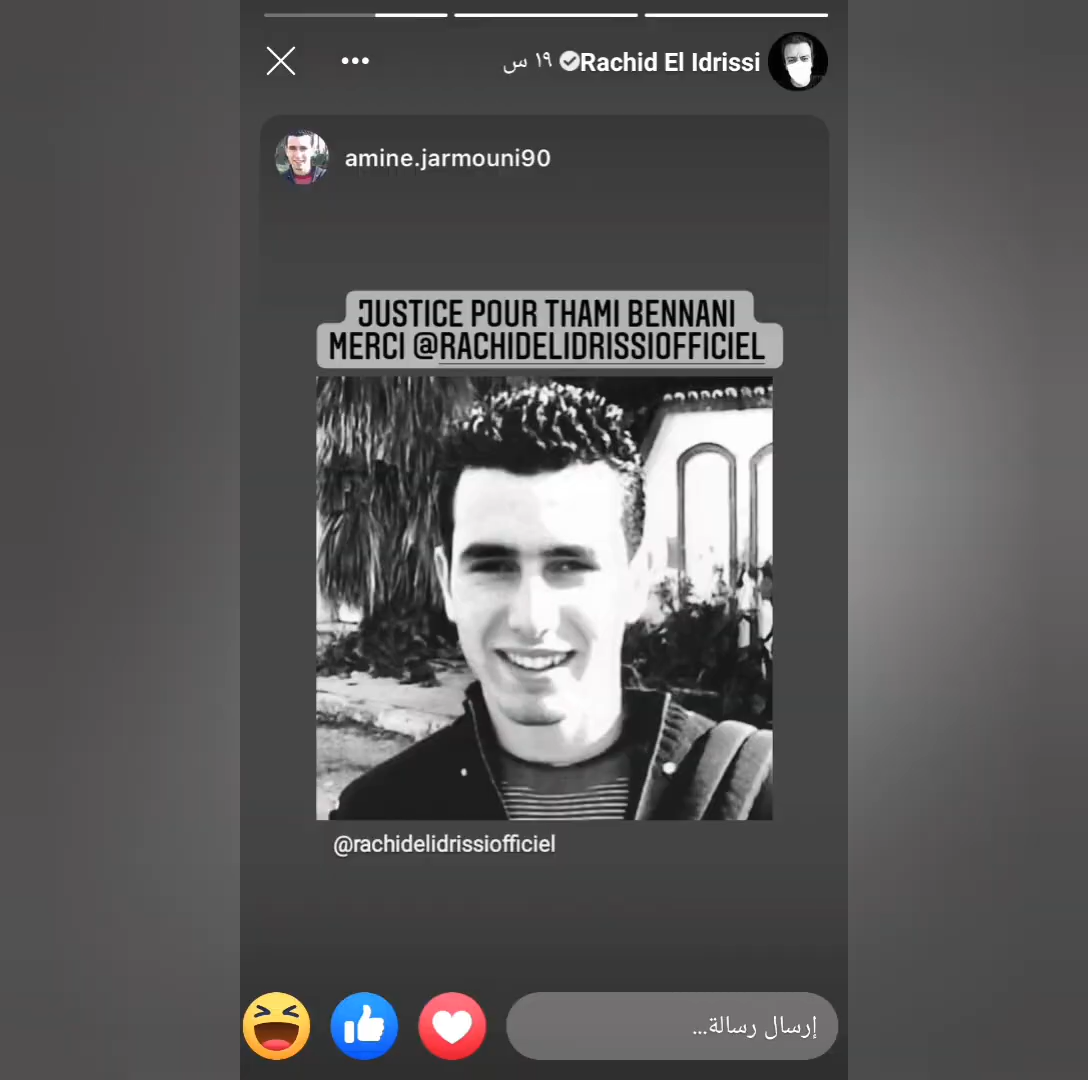 Rachid El Idrissi ١٩ س
amine.jarmouni90
JUSTICE POUR THAMI BENNANI
MERCI @RACHIDELIDRISSIOFFICIEL
@rachidelidrissiofficiel
إرسال رسالة...